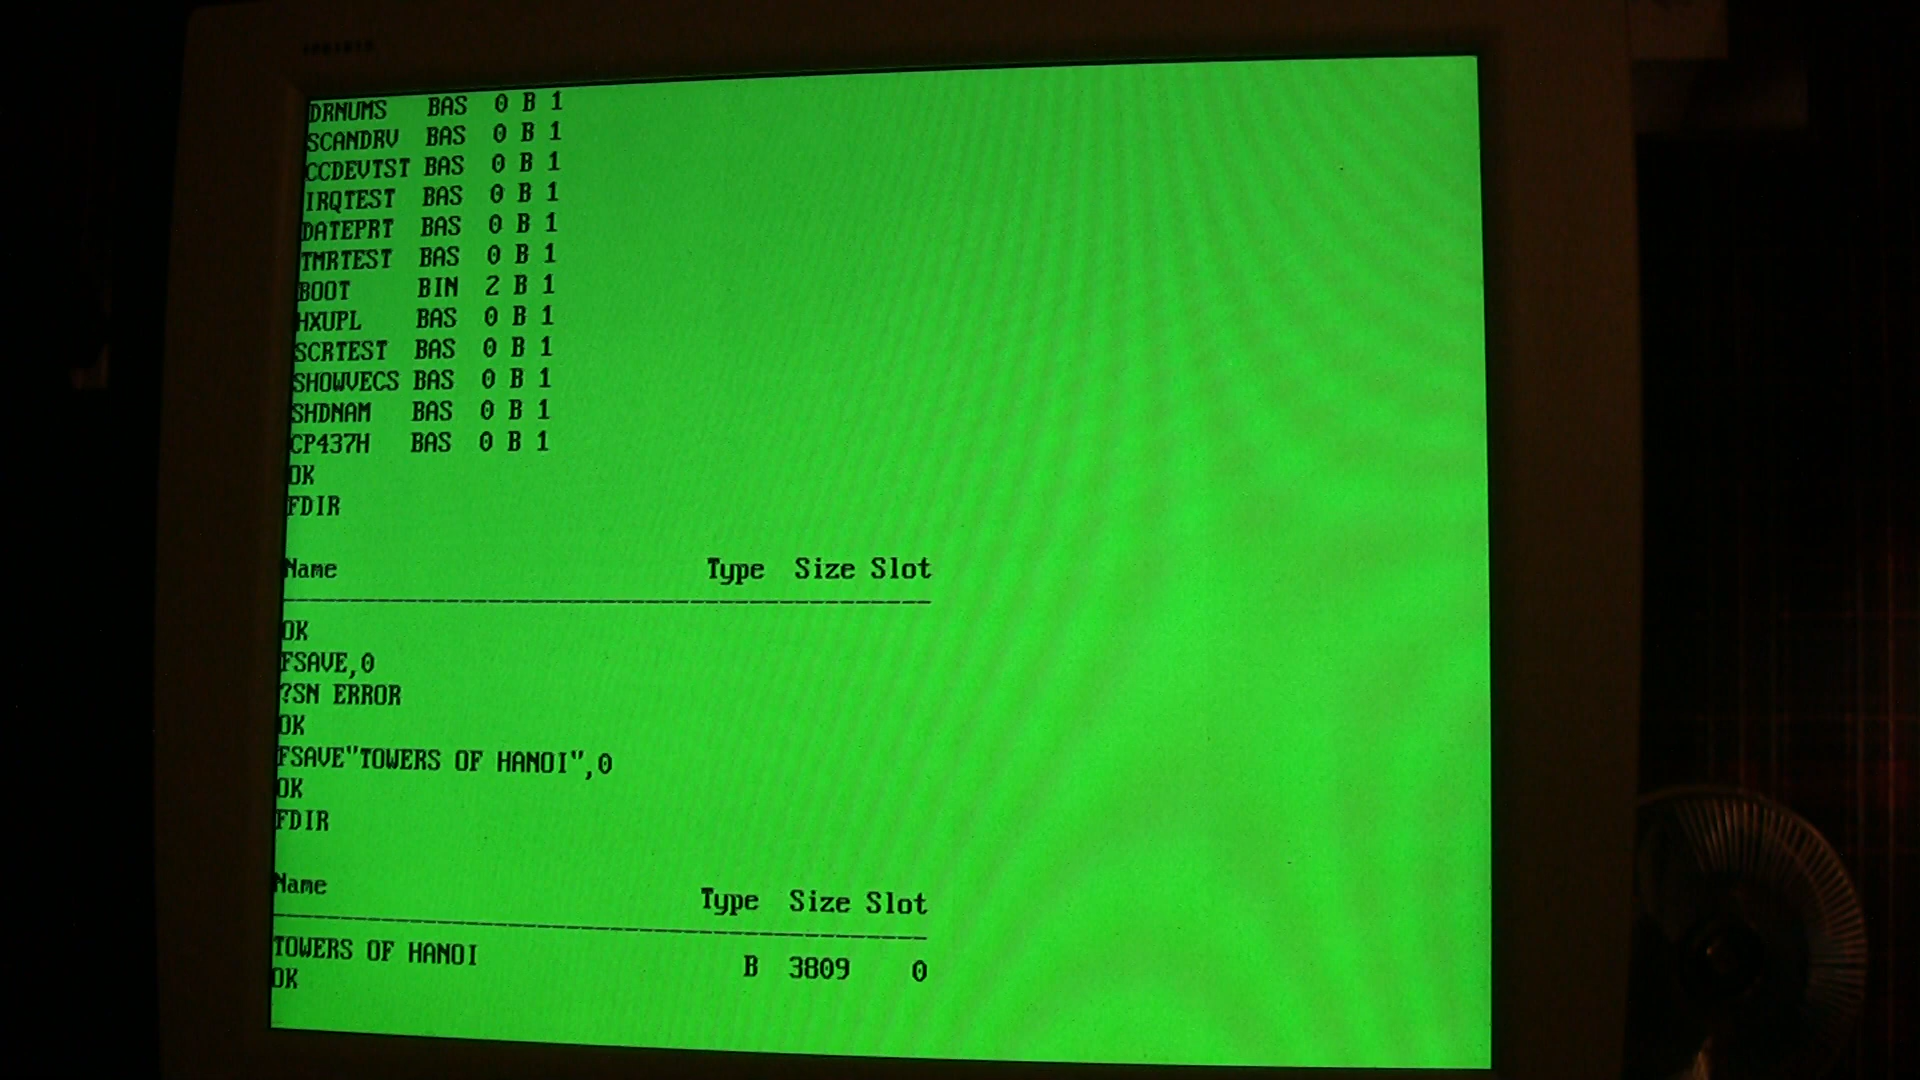 DRNUMS   BAS  0 B 1
SCANDRV  BAS  0 B 1
CCDEVTST BAS  0 B 1
IRQTEST  BAS  0 B 1
DATEPRT  BAS  0 B 1
TMRTEST  BAS  0 B 1
BOOT     BIN  2 B 1
HXUPL    BAS  0 B 1
SCRTEST  BAS  0 B 1
SHOWVECS BAS  0 B 1
SHDNAM   BAS  0 B 1
CP437H   BAS  0 B 1
OK
FDIR
Name Type Size Slot
------------------------------------------------
OK
FSAVE,0
?SN ERROR
OK
FSAVE"TOWERS OF HANOI",0
OK
FDIR
Name Type Size Slot
------------------------------------------------
TOWERS OF HANOI B 3809 0
OK